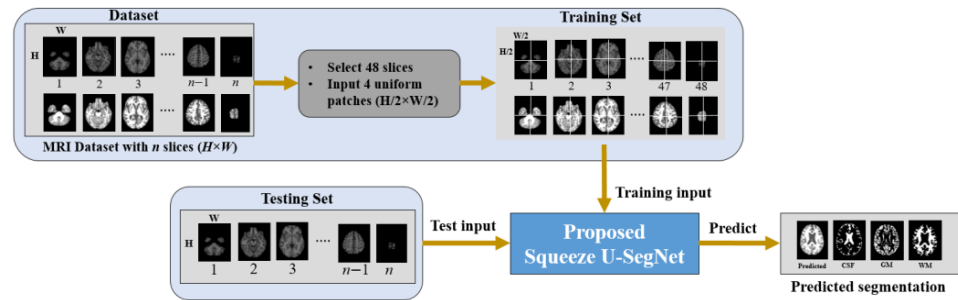 Dataset
W
H
1 2 3 .... n−1 n
MRI Dataset with n slices (H×W)
• Select 48 slices
• Input 4 uniform
patches (H/2×W/2)
Training Set
W/2
H/2
1 2 3 .... 47 48
....
....
Training input
Testing Set
W
H
1 2 3 .... n−1 n
Test input
Proposed
Squeeze U-SegNet
Predict
Predicted CSF GM WM
Predicted segmentation